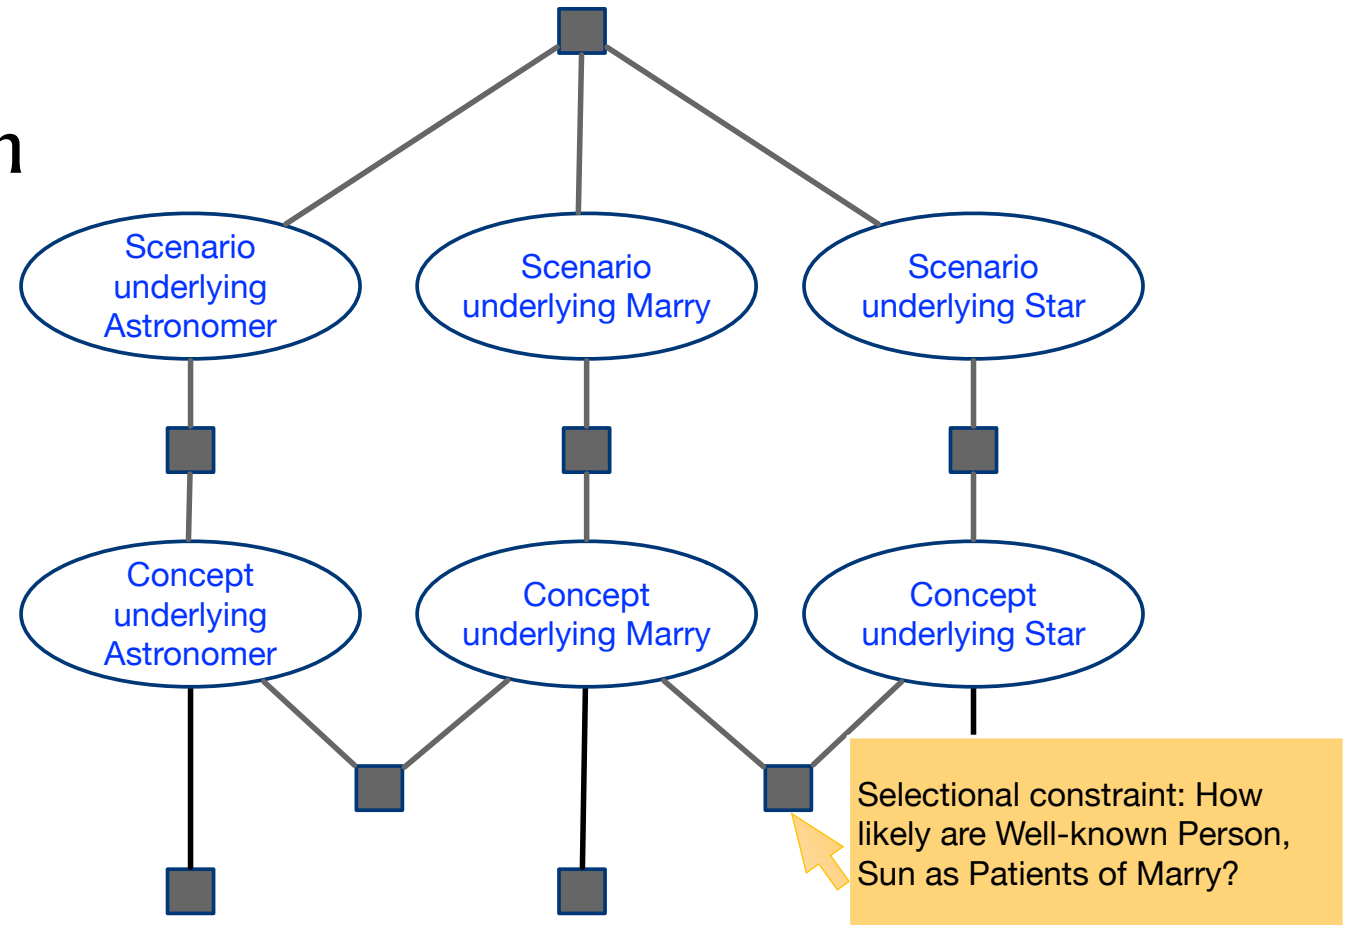 n
Scenario
underlying
Astronomer
Scenario
underlying Marry
Scenario
underlying Star
Concept
underlying
Astronomer
Concept
underlying Marry
Concept
underlying Star
Selectional constraint: How
likely are Well-known Person,
Sun as Patients of Marry?